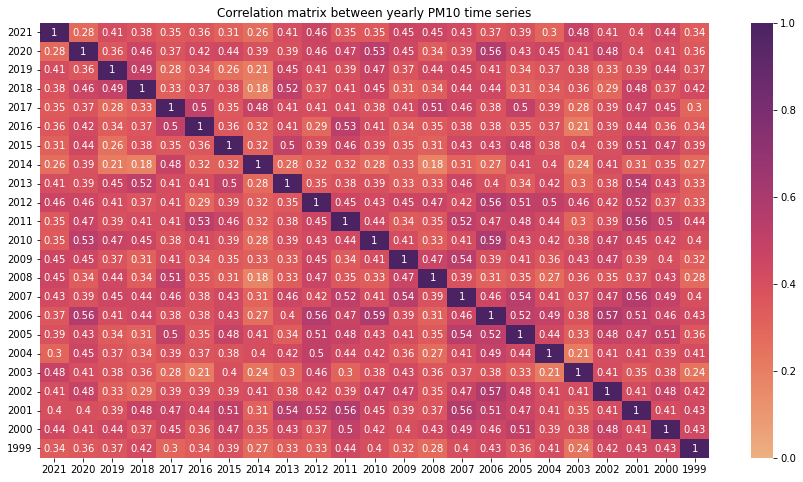 Correlation matrix between yearly PM10 time series
2021 1 0.28 0.41 0.38 0.35 0.36 0.31 0.26 0.41 0.46 0.35 0.35 0.45 0.45 0.43 0.37 0.39 0.3 0.48 0.41 0.4 0.44 0.34
2020 0.28 1 0.36 0.46 0.37 0.42 0.44 0.39 0.39 0.46 0.47 0.53 0.45 0.34 0.39 0.56 0.43 0.45 0.41 0.48 0.4 0.41 0.36
2019 0.41 0.36 1 0.49 0.28 0.34 0.26 0.21 0.45 0.41 0.39 0.47 0.37 0.44 0.45 0.41 0.34 0.37 0.38 0.33 0.39 0.44 0.37
2018 0.38 0.46 0.49 1 0.33 0.37 0.38 0.18 0.52 0.37 0.41 0.45 0.31 0.34 0.44 0.44 0.31 0.34 0.36 0.29 0.48 0.37 0.42
2017 0.35 0.37 0.28 0.33 1 0.5 0.35 0.48 0.41 0.41 0.41 0.38 0.41 0.51 0.46 0.38 0.5 0.39 0.28 0.39 0.47 0.45 0.3
2016 0.36 0.42 0.34 0.37 0.5 1 0.36 0.32 0.41 0.29 0.53 0.41 0.34 0.35 0.38 0.38 0.35 0.37 0.21 0.39 0.44 0.36 0.34
2015 0.31 0.44 0.26 0.38 0.35 0.36 1 0.32 0.5 0.39 0.46 0.39 0.35 0.31 0.43 0.43 0.48 0.38 0.4 0.39 0.51 0.47 0.39
2014 0.26 0.39 0.21 0.18 0.48 0.32 0.32 1 0.28 0.32 0.32 0.28 0.33 0.18 0.31 0.27 0.41 0.4 0.24 0.41 0.31 0.35 0.27
2013 0.41 0.39 0.45 0.52 0.41 0.41 0.5 0.28 1 0.35 0.38 0.39 0.33 0.33 0.46 0.4 0.34 0.42 0.3 0.38 0.54 0.43 0.33
2012 0.46 0.46 0.41 0.37 0.41 0.29 0.39 0.32 0.35 1 0.45 0.43 0.45 0.47 0.42 0.56 0.51 0.5 0.46 0.42 0.52 0.37 0.33
2011 0.35 0.47 0.39 0.41 0.41 0.53 0.46 0.32 0.38 0.45 1 0.44 0.34 0.35 0.52 0.47 0.48 0.44 0.3 0.39 0.56 0.5 0.44
2010 0.35 0.53 0.47 0.45 0.38 0.41 0.39 0.28 0.39 0.43 0.44 1 0.41 0.33 0.41 0.59 0.43 0.42 0.38 0.47 0.45 0.42 0.4
2009 0.45 0.45 0.37 0.31 0.41 0.34 0.35 0.33 0.33 0.45 0.34 0.41 1 0.47 0.54 0.39 0.41 0.36 0.43 0.47 0.39 0.4 0.32
2008 0.45 0.34 0.44 0.34 0.51 0.35 0.31 0.18 0.33 0.47 0.35 0.33 0.47 1 0.39 0.31 0.35 0.27 0.36 0.35 0.37 0.43 0.28
2007 0.43 0.39 0.45 0.44 0.46 0.38 0.43 0.31 0.46 0.42 0.52 0.41 0.54 0.39 1 0.46 0.54 0.41 0.37 0.47 0.56 0.49 0.4
2006 0.37 0.56 0.41 0.44 0.38 0.38 0.43 0.27 0.4 0.56 0.47 0.59 0.39 0.31 0.46 1 0.52 0.49 0.38 0.57 0.51 0.46 0.43
2005 0.39 0.43 0.34 0.31 0.5 0.35 0.48 0.41 0.34 0.51 0.48 0.43 0.41 0.35 0.54 0.52 1 0.44 0.33 0.48 0.47 0.51 0.36
2004 0.3 0.45 0.37 0.34 0.39 0.37 0.38 0.4 0.42 0.5 0.44 0.42 0.36 0.27 0.41 0.49 0.44 1 0.21 0.41 0.41 0.39 0.41
2003 0.48 0.41 0.38 0.36 0.28 0.21 0.4 0.24 0.3 0.46 0.3 0.38 0.43 0.36 0.37 0.38 0.33 0.21 1 0.41 0.35 0.38 0.24
2002 0.41 0.48 0.33 0.29 0.39 0.39 0.39 0.41 0.38 0.42 0.39 0.47 0.47 0.35 0.47 0.57 0.48 0.41 0.41 1 0.41 0.48 0.42
2001 0.4 0.4 0.39 0.48 0.47 0.44 0.51 0.31 0.54 0.52 0.56 0.45 0.39 0.37 0.56 0.51 0.47 0.41 0.35 0.41 1 0.41 0.43
2000 0.44 0.41 0.44 0.37 0.45 0.36 0.47 0.35 0.43 0.37 0.5 0.42 0.4 0.43 0.49 0.46 0.51 0.39 0.38 0.48 0.41 1 0.43
1999 0.34 0.36 0.37 0.42 0.3 0.34 0.39 0.27 0.33 0.33 0.44 0.4 0.32 0.28 0.4 0.43 0.36 0.41 0.24 0.42 0.43 0.43 1
2021 2020 2019 2018 2017 2016 2015 2014 2013 2012 2011 2010 2009 2008 2007 2006 2005 2004 2003 2002 2001 2000 1999
1.0
0.8
0.6
0.4
0.2
0.0